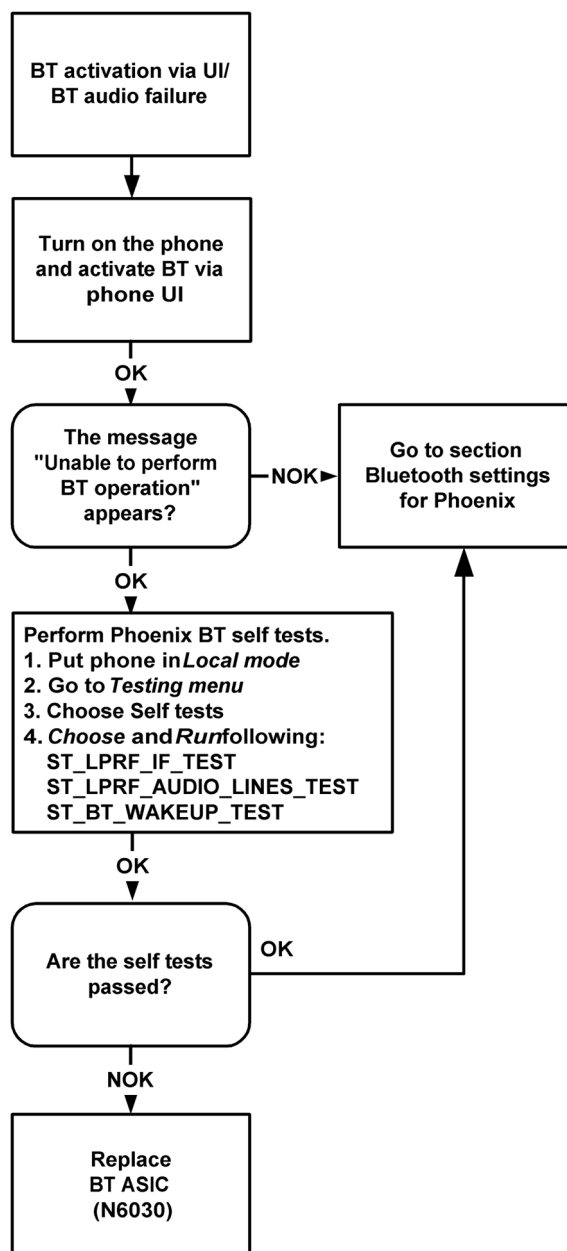 BT activation via UI/
BT audio failure
Turn on the phone
and activate BT via
phone UI
OK
The message
"Unable to perform
BT operation"
appears?
NOK
Go to section
Bluetooth settings
for Phoenix
OK
Perform Phoenix BT self tests.
1. Put phone in Local mode
2. Go to Testing menu
3. Choose Self tests
4. Choose and Run following:
ST_LPRF_IF_TEST
ST_LPRF_AUDIO_LINES_TEST
ST_BT_WAKEUP_TEST
OK
Are the self tests
passed?
OK
NOK
Replace
BT ASIC
(N6030)